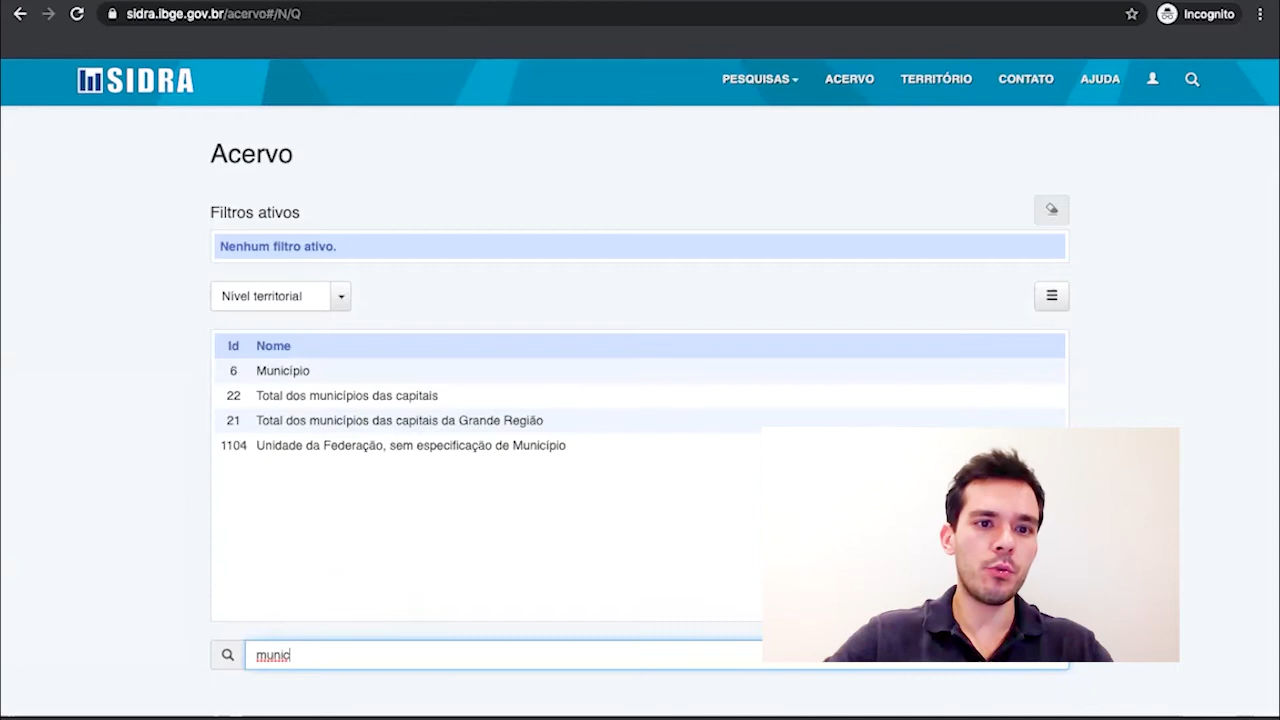 sidra.ibge.gov.br/acervo#/N/Q
Incognito
SIDRA
PESQUISAS
ACERVO
TERRITÓRIO
CONTATO
AJUDA
Acervo
Filtros ativos
Nenhum filtro ativo.
Nível territorial
Id Nome
6 Município
22 Total dos municípios das capitais
21 Total dos municípios das capitais da Grande Região
1104 Unidade da Federação, sem especificação de Município
munic